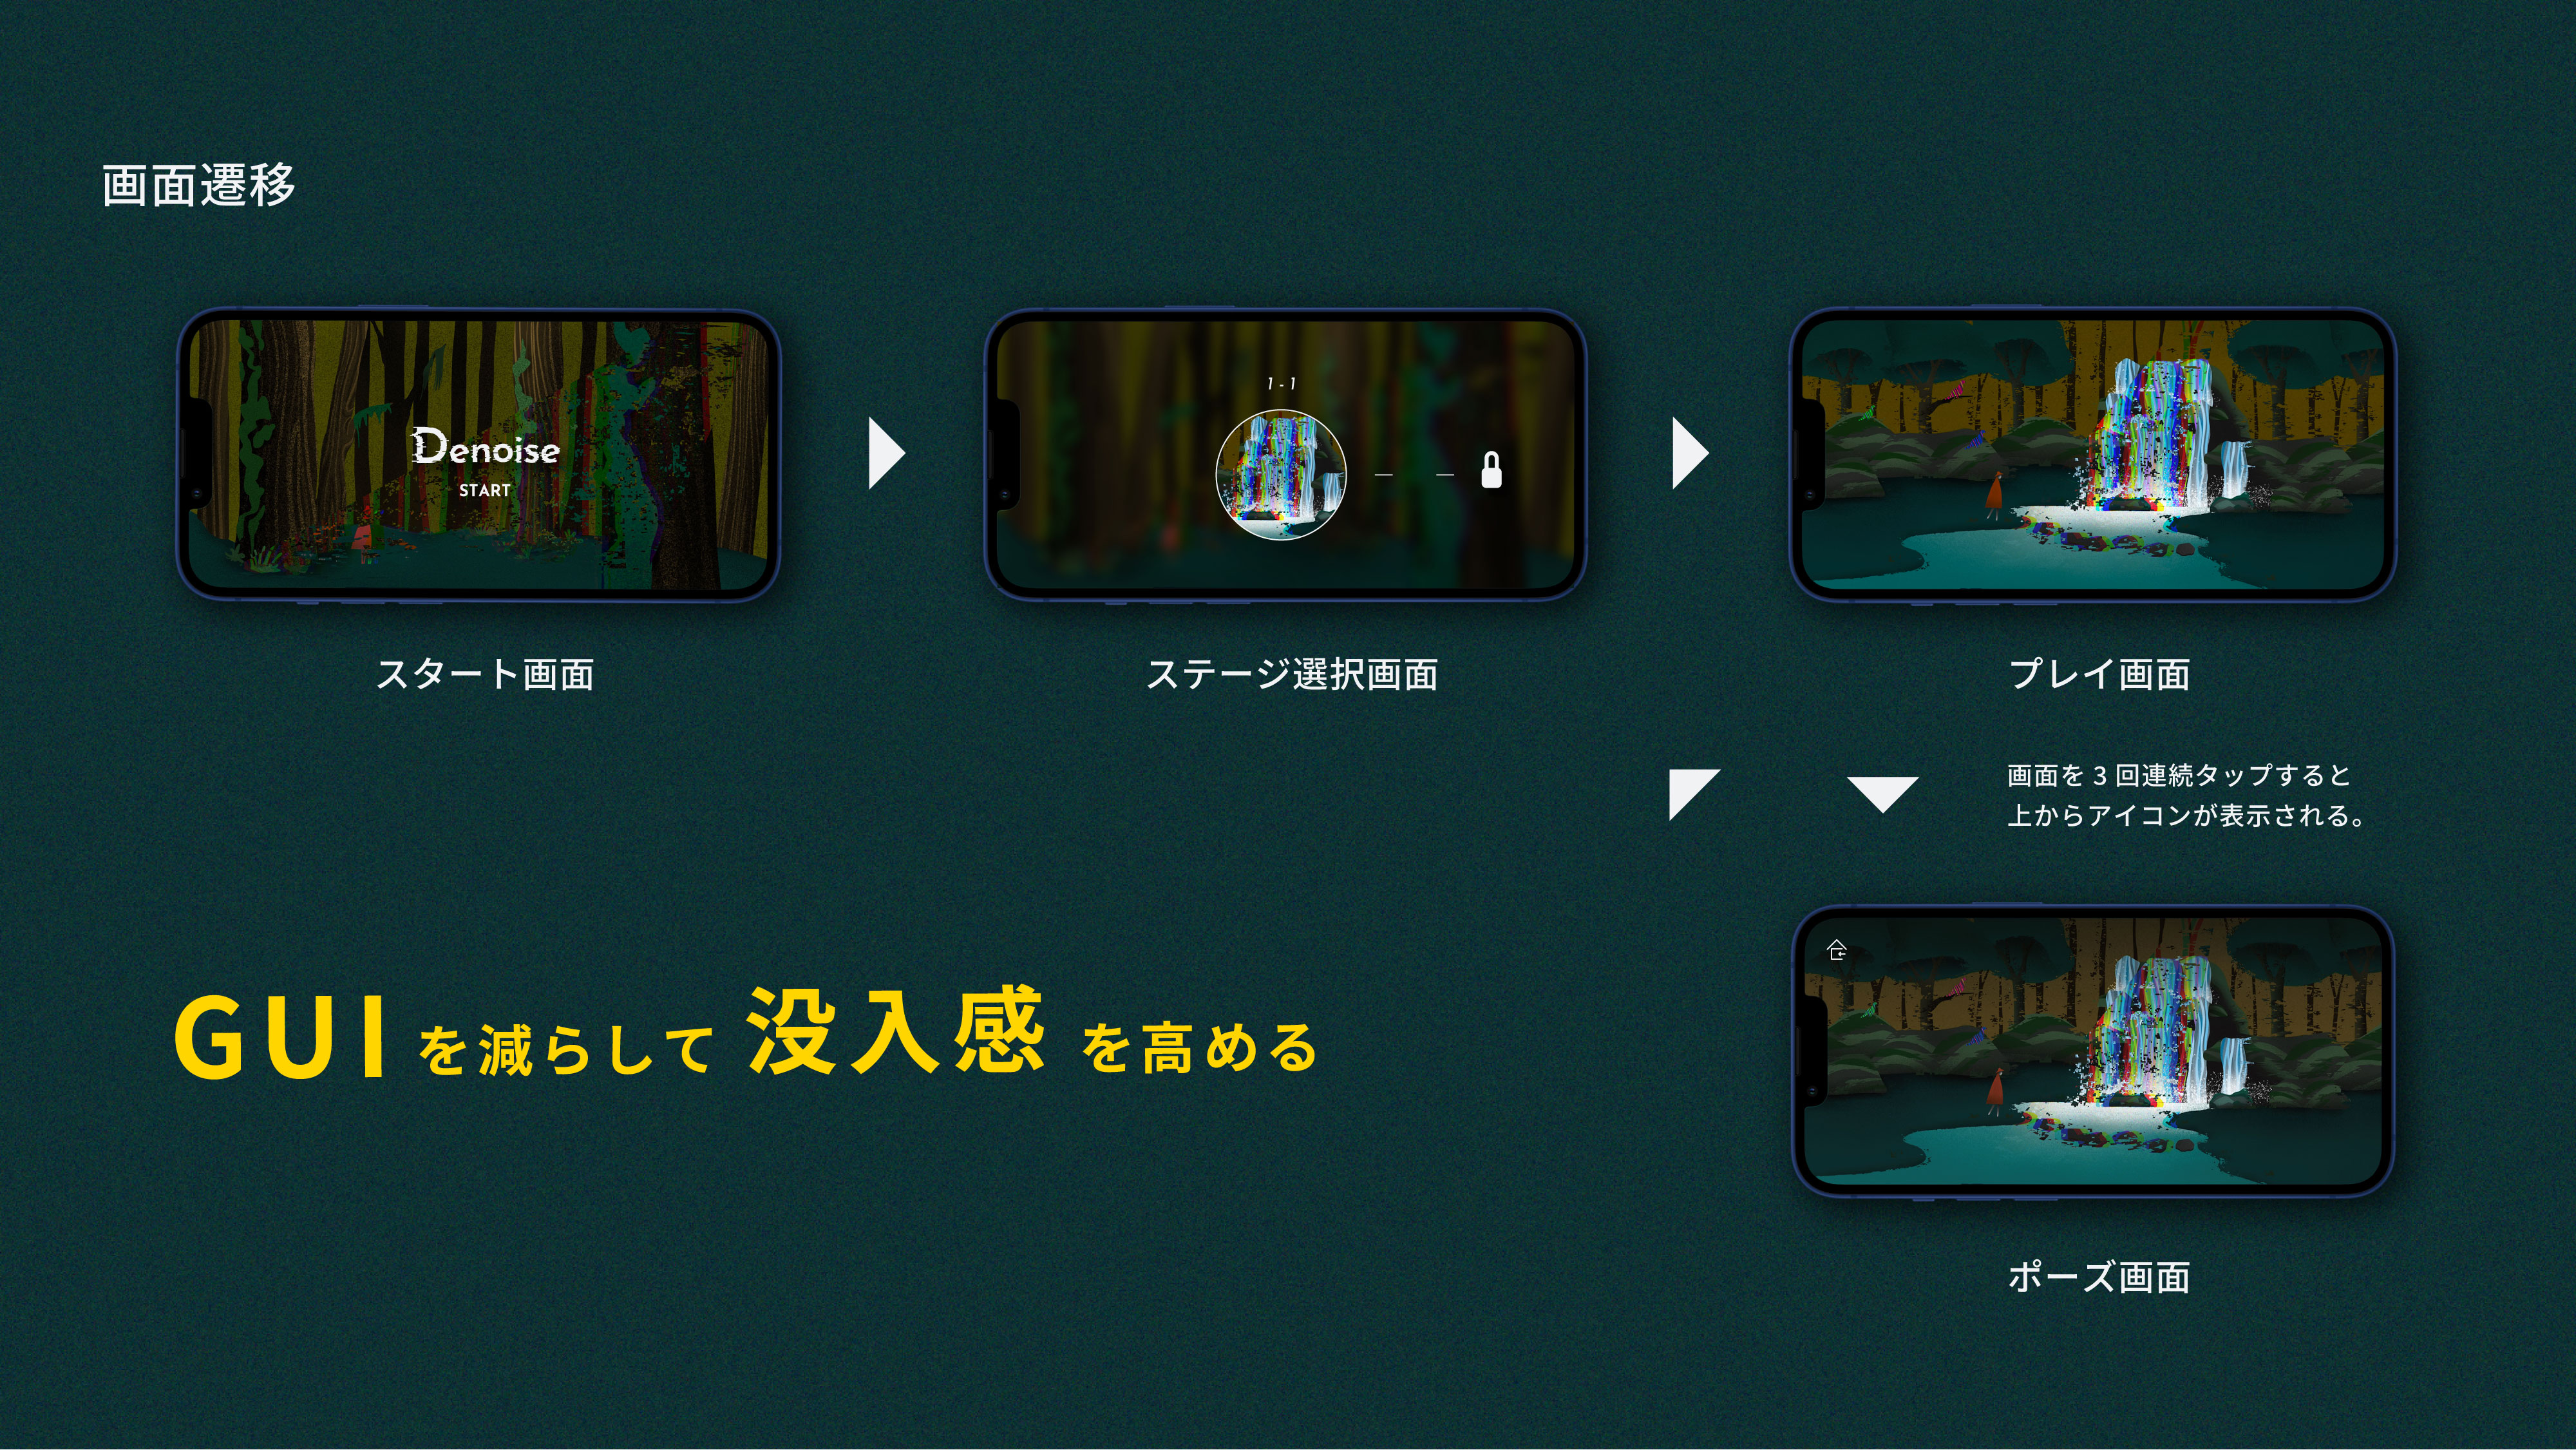 画面遷移
Denoise
START
1 - 1
スタート画面
ステージ選択画面
プレイ画面
画面を 3 回連続タップすると
上からアイコンが表示される。
GUI を減らして 没入感 を高める
ポーズ画面